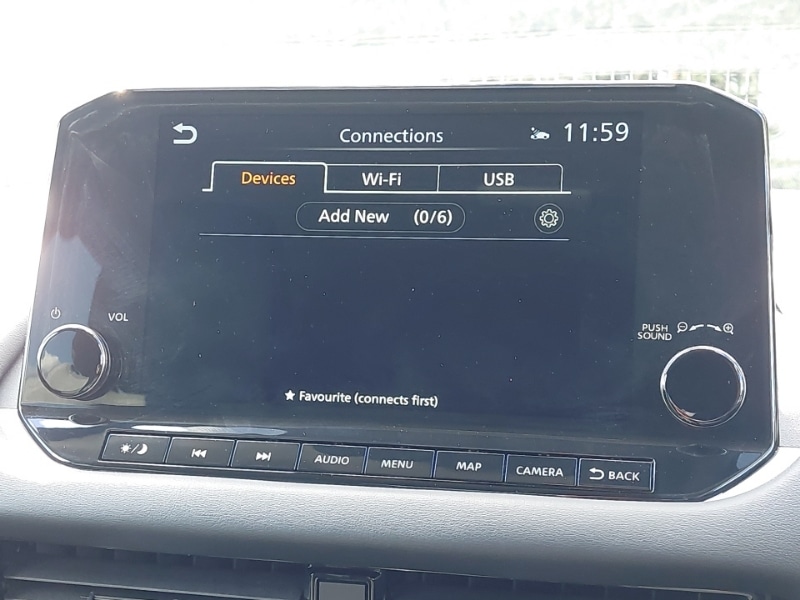 Connections 11:59
Devices Wi-Fi USB
Add New (0/6)
VOL
PUSH
SOUND
★ Favourite (connects first)
AUDIO MENU MAP CAMERA BACK